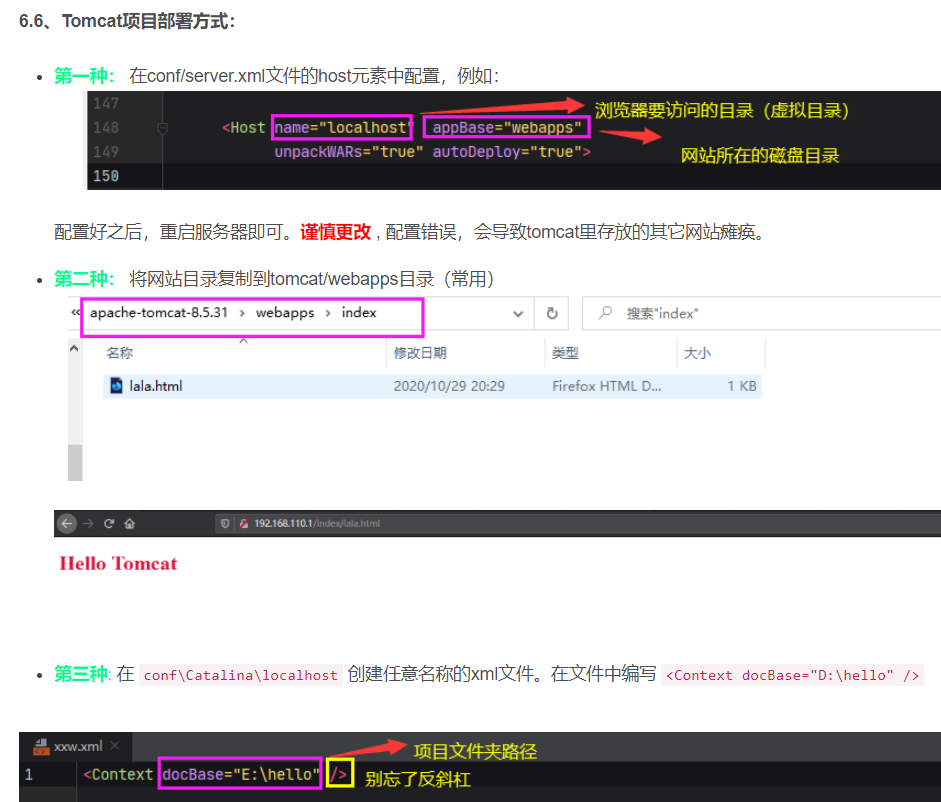 6.6、Tomcat项目部署方式：
第一种： 在conf/server.xml文件的host元素中配置，例如：
147
148 <Host name="localhost" appBase="webapps"
浏览器要访问的目录（虚拟目录）
149 unpackWARs="true" autoDeploy="true">
网站所在的磁盘目录
150
配置好之后，重启服务器即可。谨慎更改 , 配置错误，会导致tomcat里存放的其它网站瘫痪。
第二种： 将网站目录复制到tomcat/webapps目录（常用）
« apache-tomcat-8.5.31 › webapps › index 搜索"index"
名称 修改日期 类型 大小
lala.html 2020/10/29 20:29 Firefox HTML D... 1 KB
192.168.110.1/index/lala.html
Hello Tomcat
第三种: 在 conf\Catalina\localhost 创建任意名称的xml文件。在文件中编写 <Context docBase="D:\hello" />
xxw.xml ×
项目文件夹路径
1 <Context docBase="E:\hello" />
别忘了反斜杠